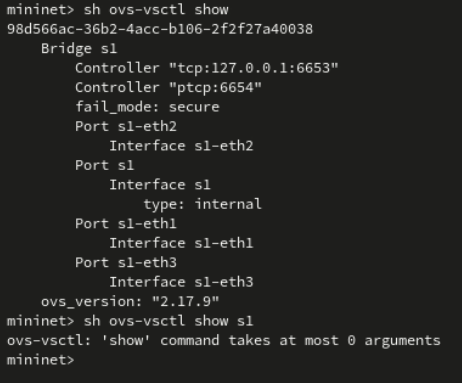 mininet> sh ovs-vsctl show
98d566ac-36b2-4acc-b106-2f2f27a40038
    Bridge s1
        Controller "tcp:127.0.0.1:6653"
        Controller "ptcp:6654"
        fail_mode: secure
        Port s1-eth2
            Interface s1-eth2
        Port s1
            Interface s1
                type: internal
        Port s1-eth1
            Interface s1-eth1
        Port s1-eth3
            Interface s1-eth3
    ovs_version: "2.17.9"
mininet> sh ovs-vsctl show s1
ovs-vsctl: 'show' command takes at most 0 arguments
mininet>